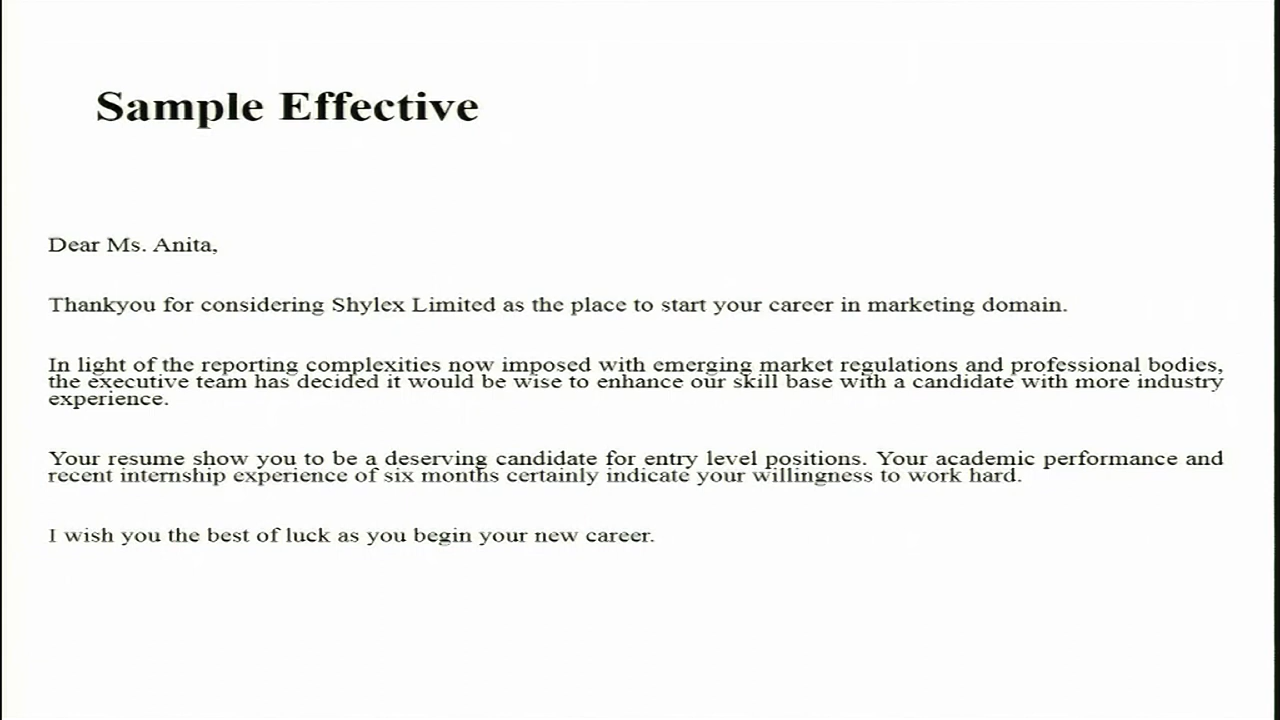 Sample Effective
Dear Ms. Anita,
Thankyou for considering Shylex Limited as the place to start your career in marketing domain.
In light of the reporting complexities now imposed with emerging market regulations and professional bodies,
the executive team has decided it would be wise to enhance our skill base with a candidate with more industry
experience.
Your resume show you to be a deserving candidate for entry level positions. Your academic performance and
recent internship experience of six months certainly indicate your willingness to work hard.
I wish you the best of luck as you begin your new career.